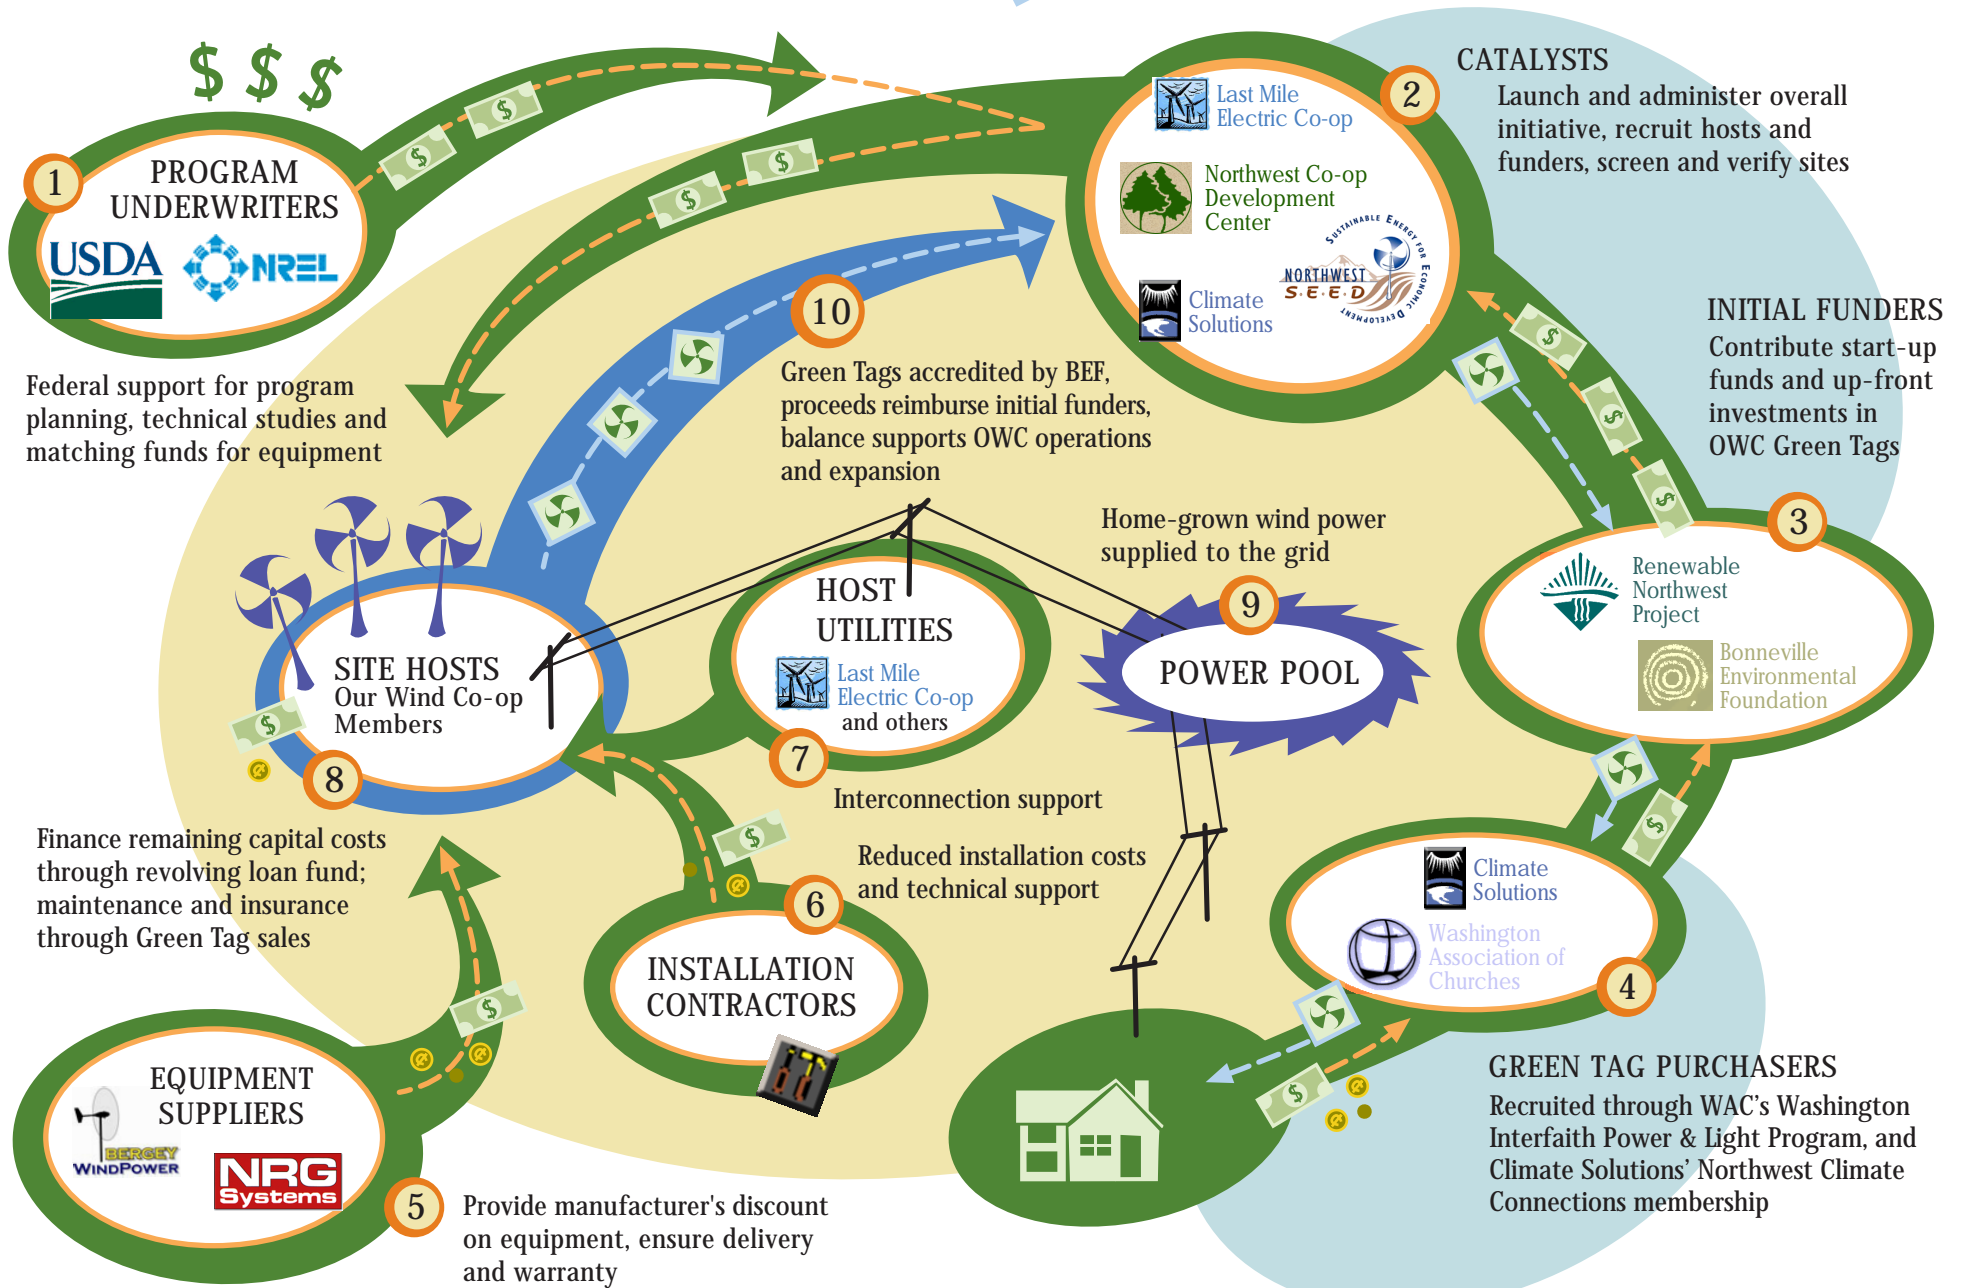 $ $ $
1
PROGRAM
UNDERWRITERS
USDA
NREL
Federal support for program
planning, technical studies and
matching funds for equipment
2
CATALYSTS
Launch and administer overall
initiative, recruit hosts and
funders, screen and verify sites
Last Mile
Electric Co-op
Northwest Co-op
Development
Center
SUSTAINABLE ENERGY FOR ECONOMIC DEVELOPMENT
NORTHWEST
S·E·E·D
Climate
Solutions
INITIAL FUNDERS
Contribute start-up
funds and up-front
investments in
OWC Green Tags
3
Renewable
Northwest
Project
Bonneville
Environmental
Foundation
10
Green Tags accredited by BEF,
proceeds reimburse initial funders,
balance supports OWC operations
and expansion
Home-grown wind power
supplied to the grid
9
POWER POOL
HOST
UTILITIES
Last Mile
Electric Co-op
and others
7
Interconnection support
SITE HOSTS
Our Wind Co-op
Members
8
Finance remaining capital costs
through revolving loan fund;
maintenance and insurance
through Green Tag sales
Reduced installation costs
and technical support
6
INSTALLATION
CONTRACTORS
Climate
Solutions
Washington
Association of
Churches
4
GREEN TAG PURCHASERS
Recruited through WAC’s Washington
Interfaith Power & Light Program, and
Climate Solutions’ Northwest Climate
Connections membership
EQUIPMENT
SUPPLIERS
BERGEY
WINDPOWER
NRG
Systems
5
Provide manufacturer's discount
on equipment, ensure delivery
and warranty